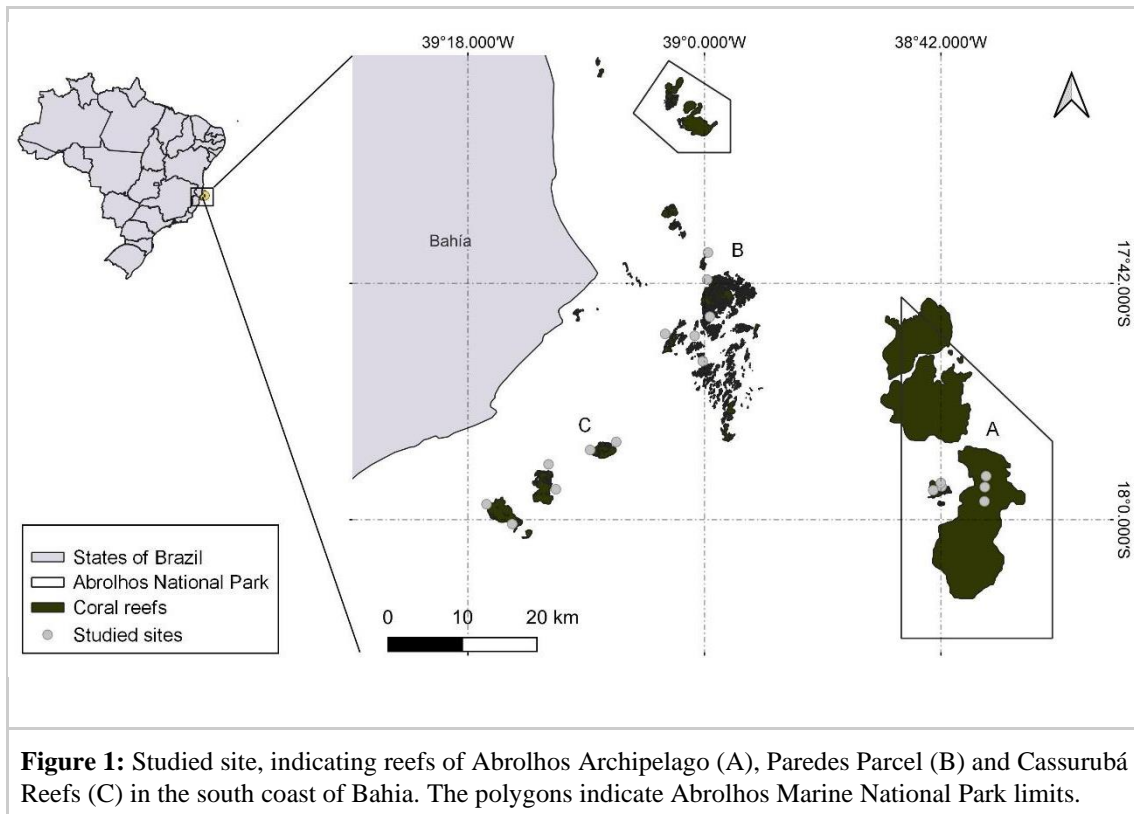 39°18.000'W
39°0.000'W
38°42.000'W
Bahía
B
17°42.000'S
C
A
18°0.000'S
States of Brazil
Abrolhos National Park
Coral reefs
Studied sites
0 10 20 km
Figure 1: Studied site, indicating reefs of Abrolhos Archipelago (A), Paredes Parcel (B) and Cassurubá
Reefs (C) in the south coast of Bahia. The polygons indicate Abrolhos Marine National Park limits.